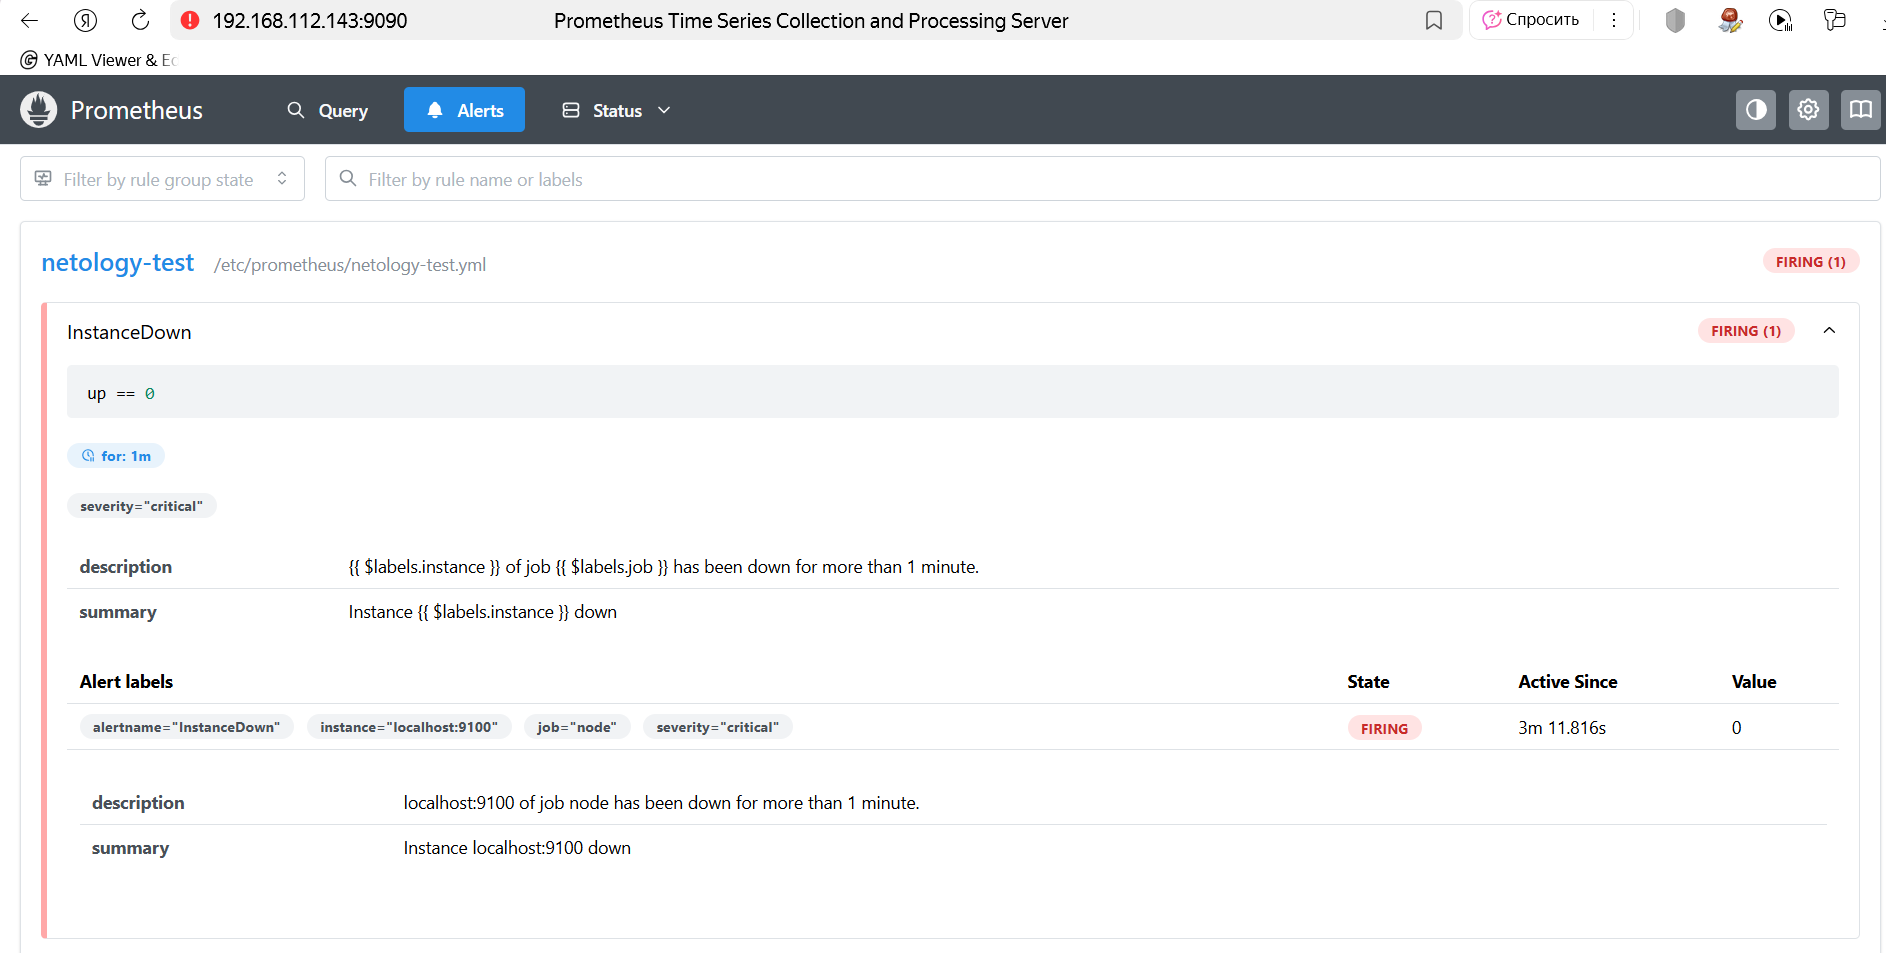 192.168.112.143:9090 Prometheus Time Series Collection and Processing Server Спросить
YAML Viewer & Ec
Prometheus Query Alerts Status
Filter by rule group state Filter by rule name or labels
netology-test /etc/prometheus/netology-test.yml FIRING (1)
InstanceDown FIRING (1)
up == 0
for: 1m
severity="critical"
description {{ $labels.instance }} of job {{ $labels.job }} has been down for more than 1 minute.
summary Instance {{ $labels.instance }} down
Alert labels State Active Since Value
alertname="InstanceDown" instance="localhost:9100" job="node" severity="critical" FIRING 3m 11.816s 0
description localhost:9100 of job node has been down for more than 1 minute.
summary Instance localhost:9100 down